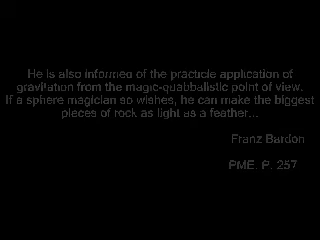 He is also informed of the practicle application of
gravitation from the magic-quabbalistic point of view.
If a sphere magician so wishes, he can make the biggest
pieces of rock as light as a feather...
Franz Bardon
PME. P. 257